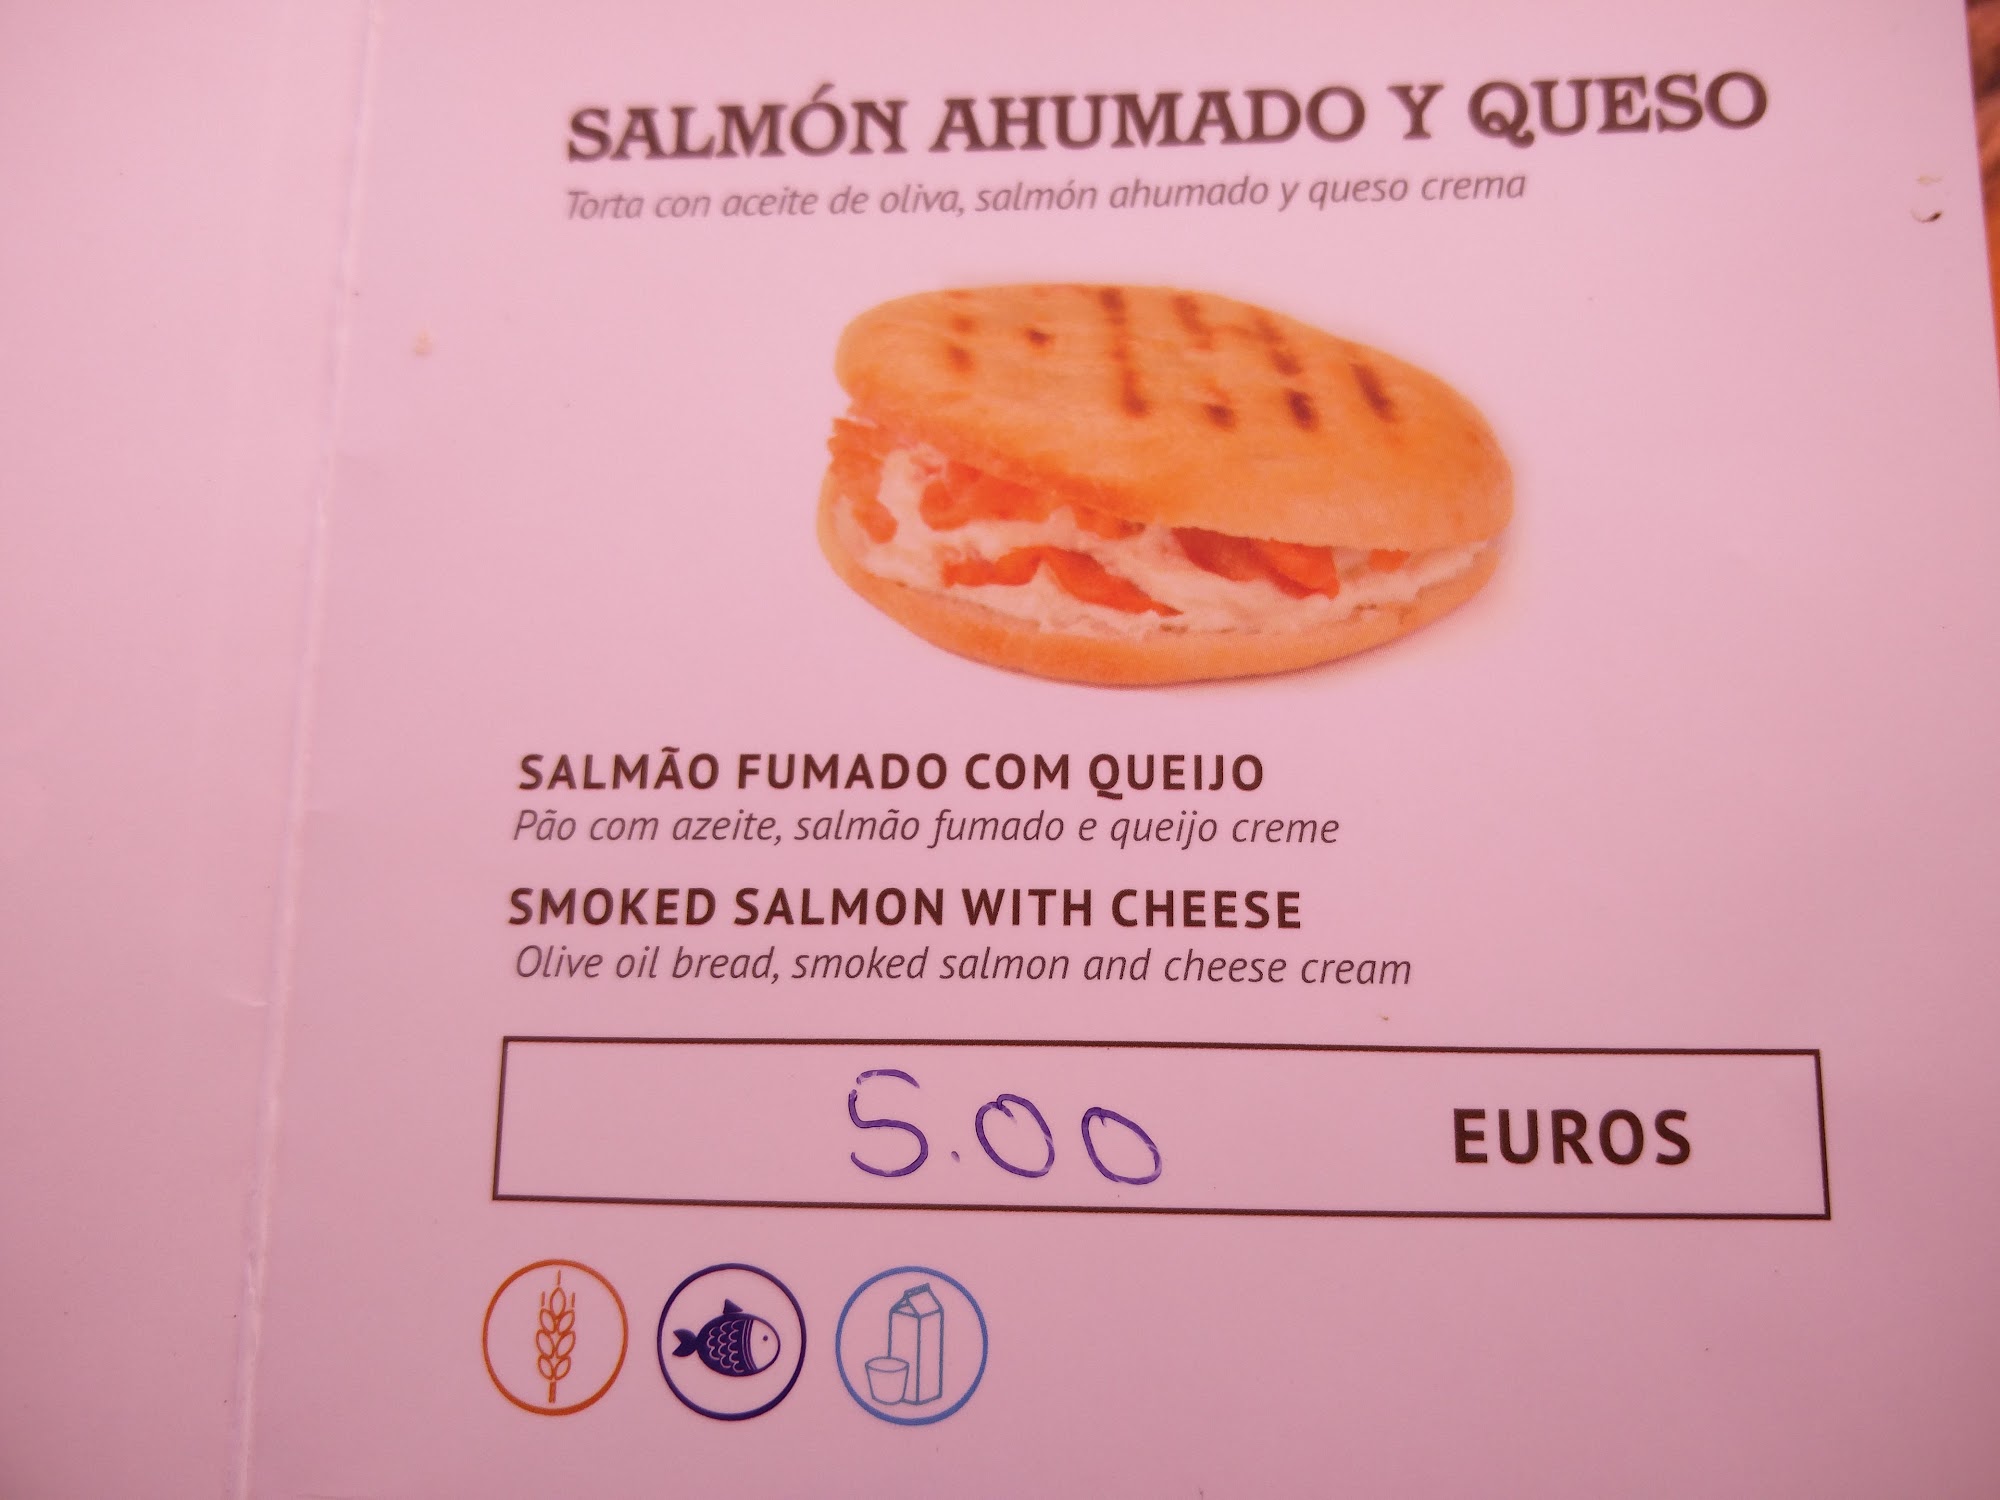 SALMÓN AHUMADO Y QUESO
Torta con aceite de oliva, salmón ahumado y queso crema
SALMÃO FUMADO COM QUEIJO
Pão com azeite, salmão fumado e queijo creme
SMOKED SALMON WITH CHEESE
Olive oil bread, smoked salmon and cheese cream
5.00 EUROS